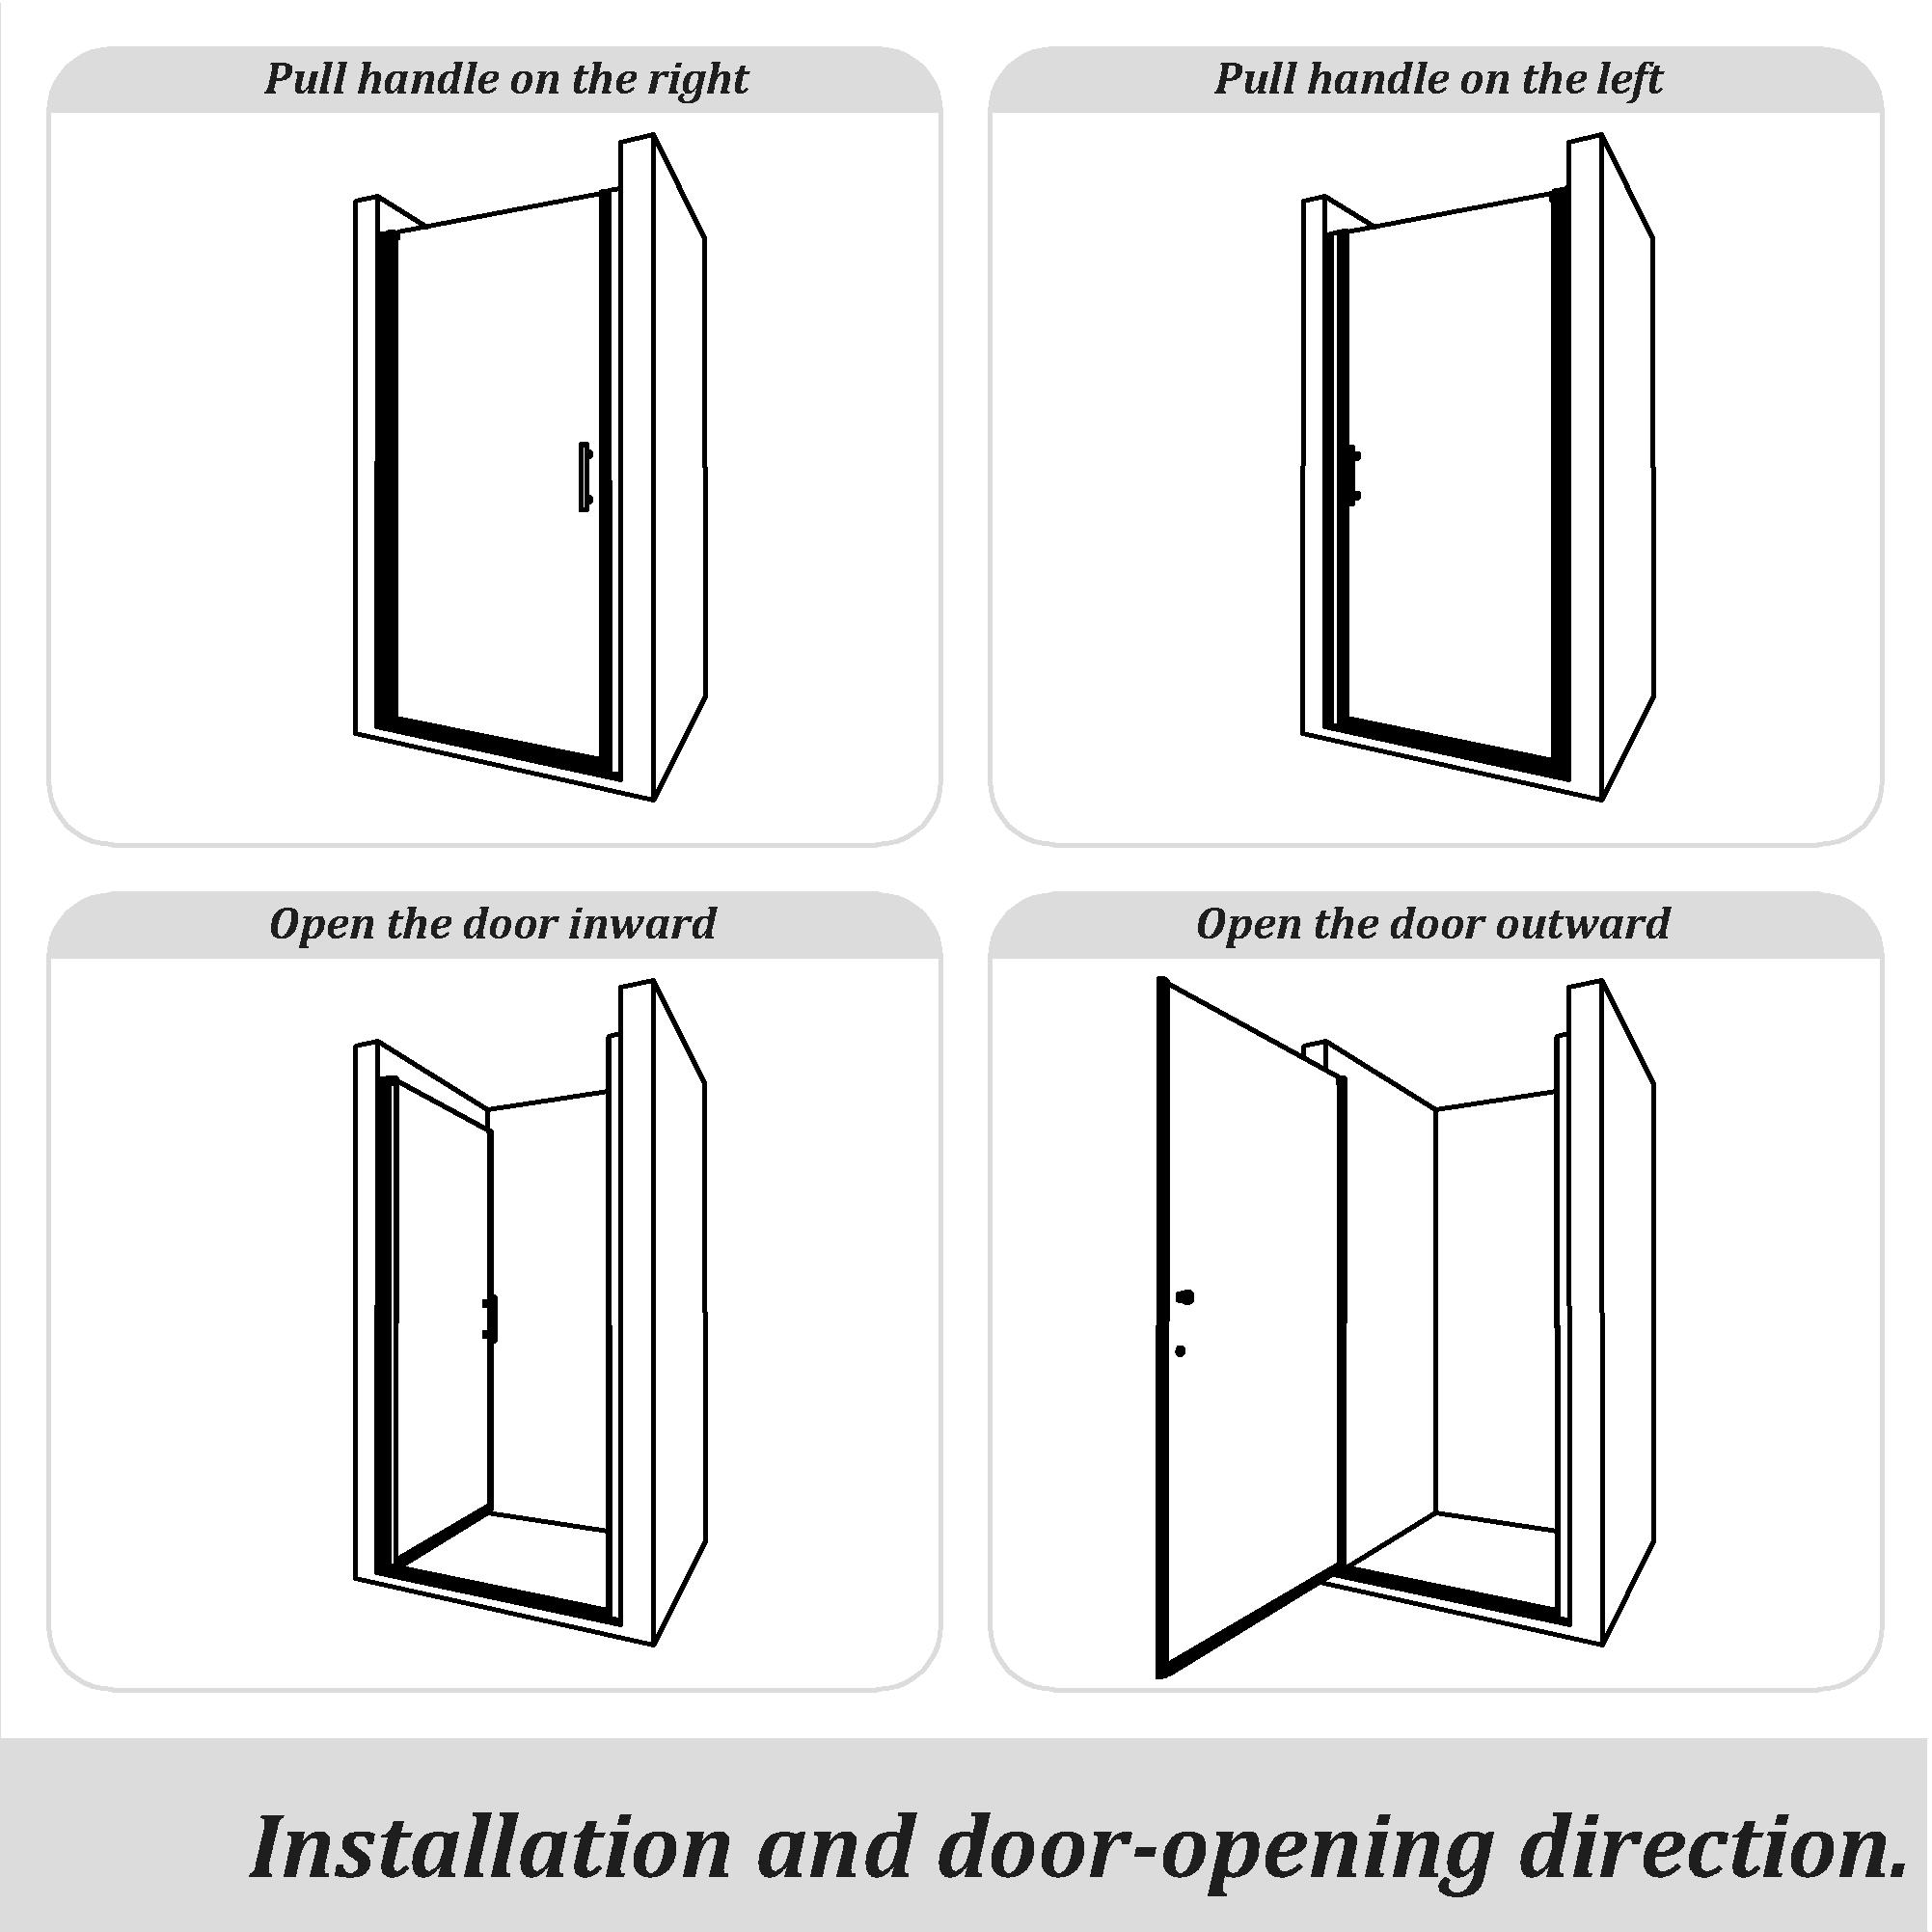 Pull handle on the right
Pull handle on the left
Open the door inward
Open the door outward
Installation and door-opening direction.